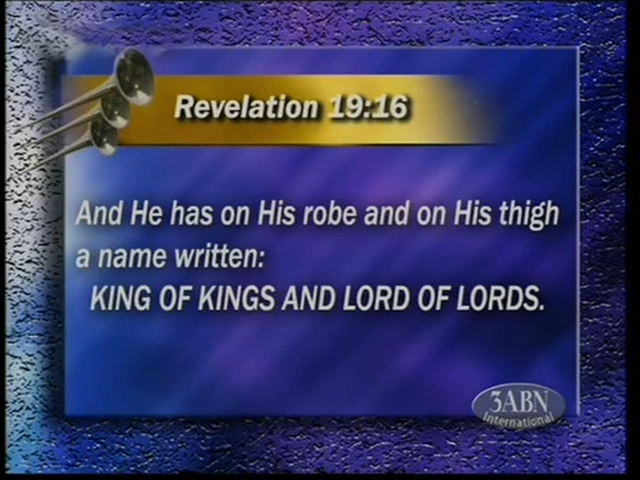 Revelation 19:16
And He has on His robe and on His thigh
a name written:
KING OF KINGS AND LORD OF LORDS.
3ABN
International